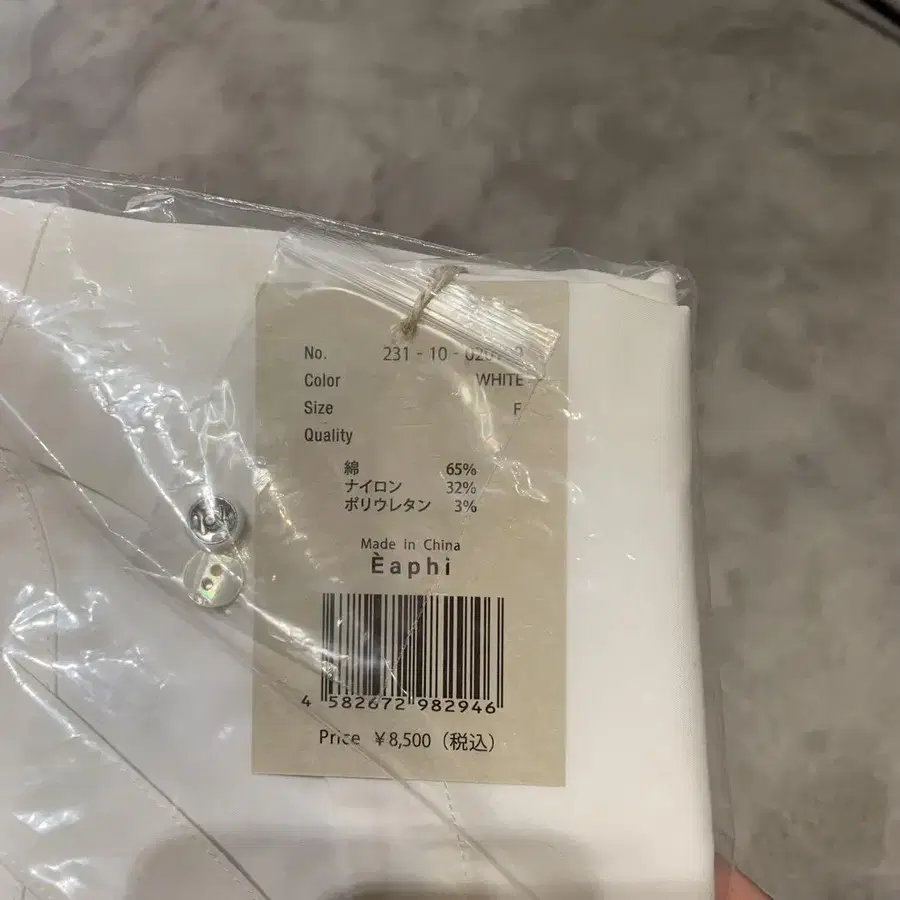 No. 231 - 10 -
Color WHITE
Size F
Quality
綿 65%
ナイロン 32%
ポリウレタン 3%
Made in China
Èaphi
4 582672 982946
Price ¥8,500（税込）